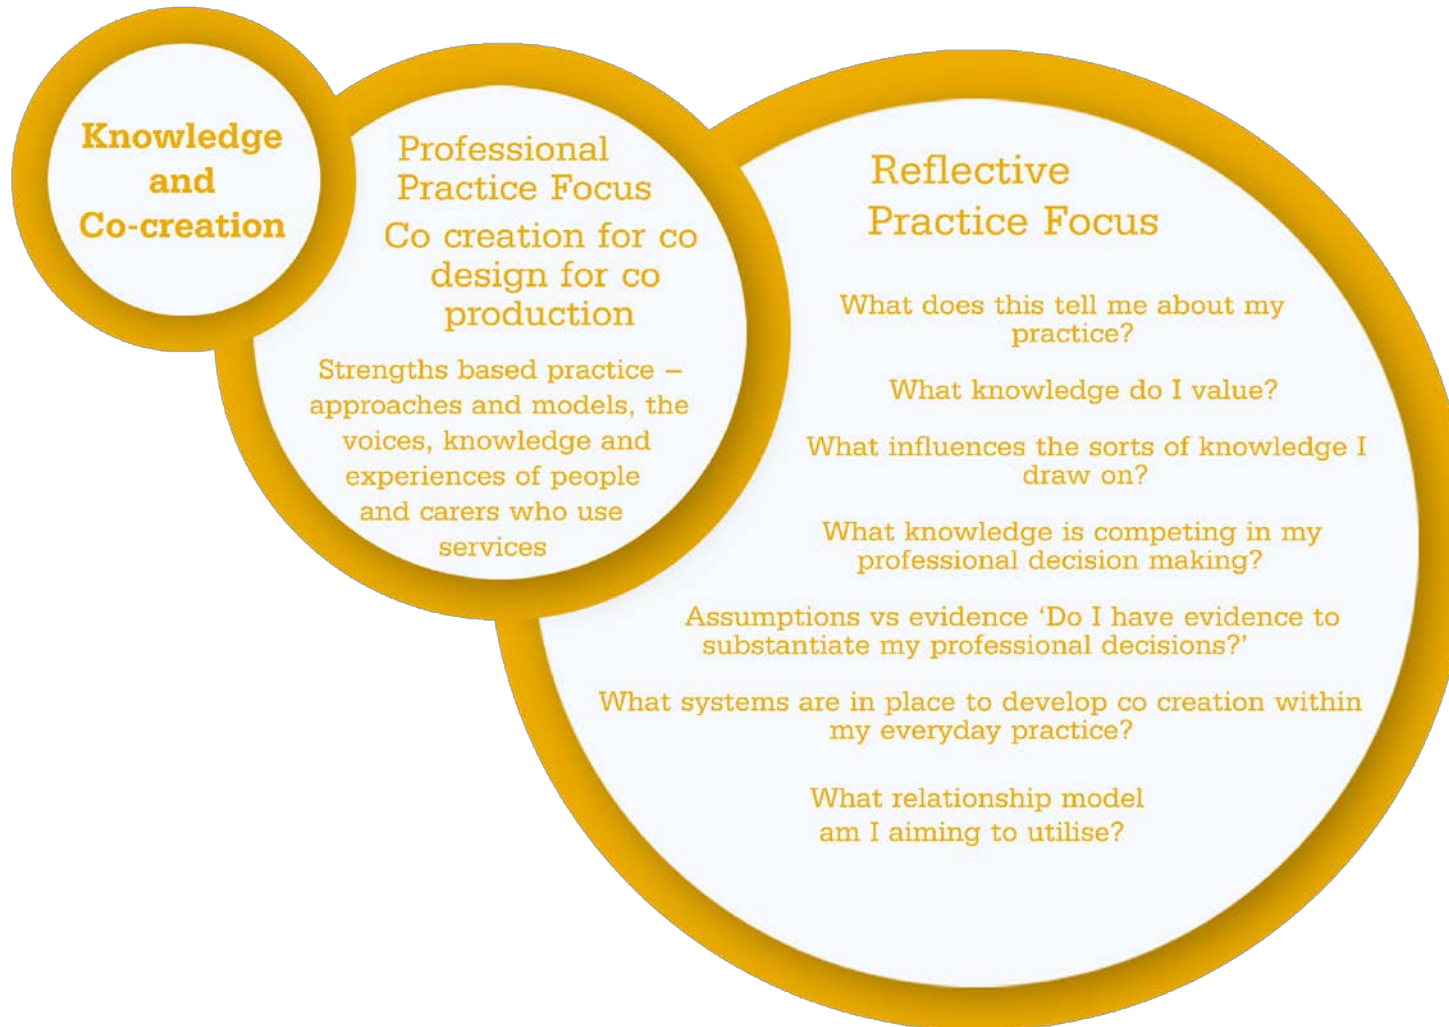 Knowledge
and
Co-creation
Professional
Practice Focus
Co creation for co
design for co
production
Strengths based practice –
approaches and models, the
voices, knowledge and
experiences of people
and carers who use
services
Reflective
Practice Focus
What does this tell me about my
practice?
What knowledge do I value?
What influences the sorts of knowledge I
draw on?
What knowledge is competing in my
professional decision making?
Assumptions vs evidence ‘Do I have evidence to
substantiate my professional decisions?’
What systems are in place to develop co creation within
my everyday practice?
What relationship model
am I aiming to utilise?